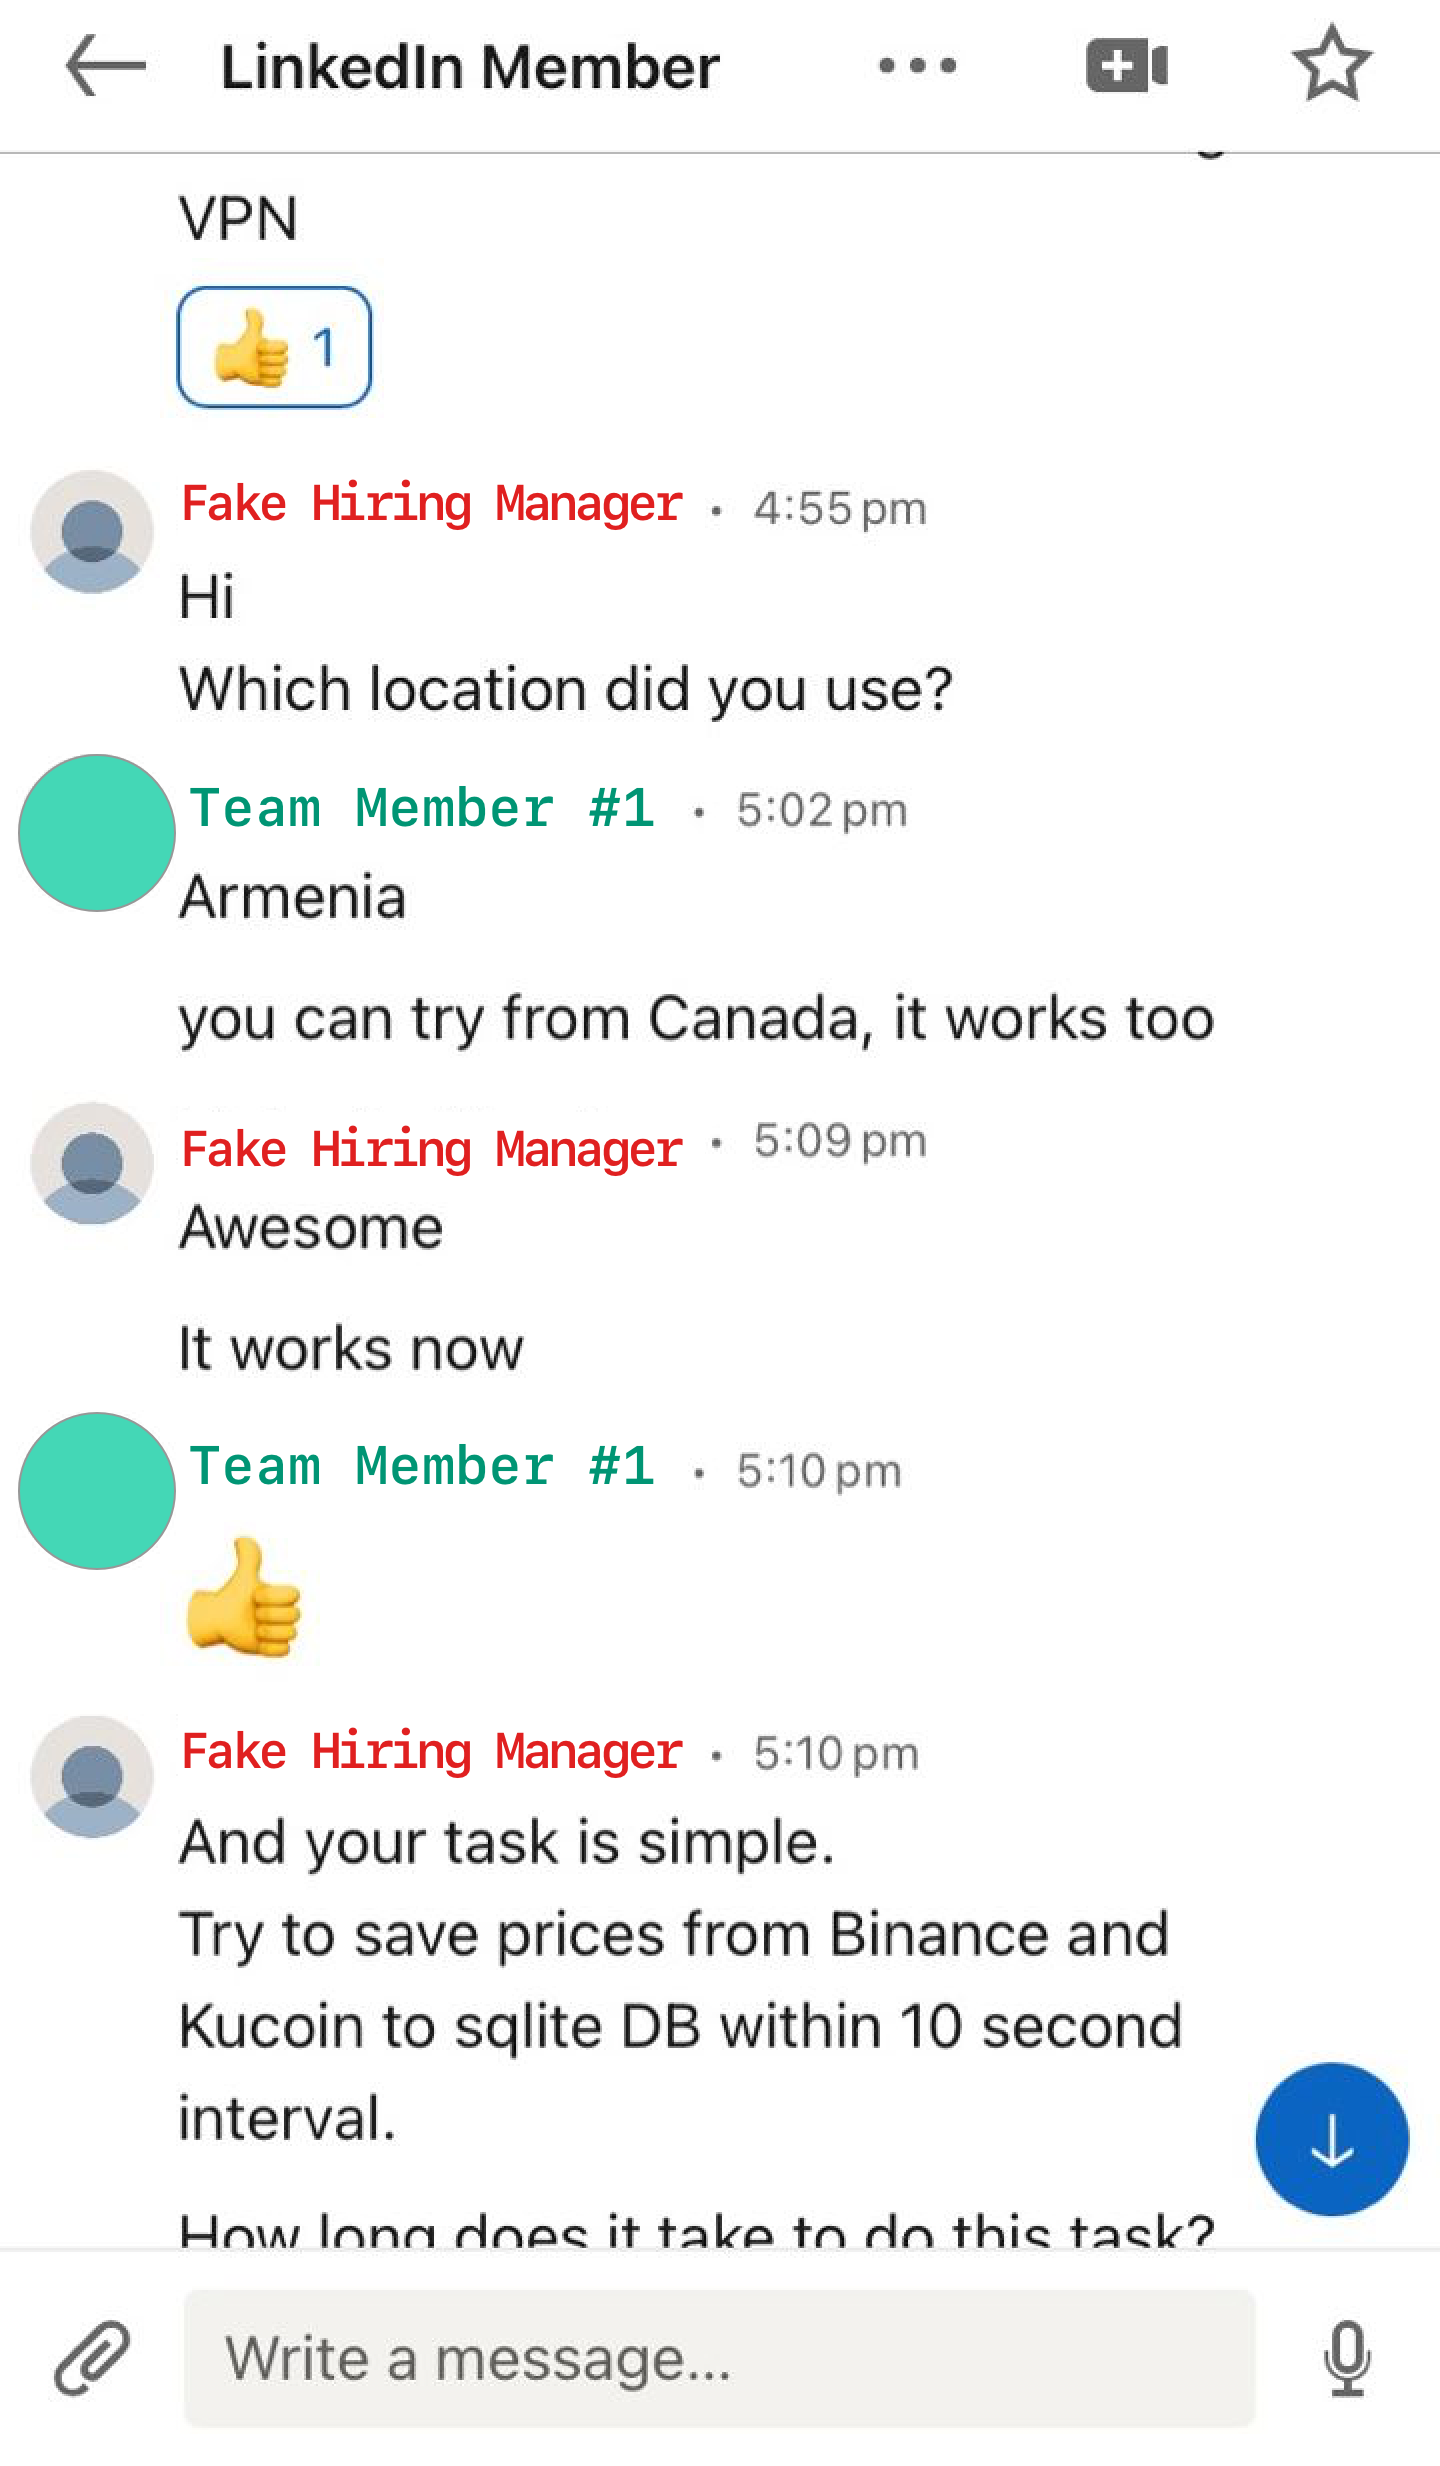 LinkedIn Member
VPN
👍 1
Fake Hiring Manager • 4:55 pm
Hi
Which location did you use?
Team Member #1 • 5:02 pm
Armenia
you can try from Canada, it works too
Fake Hiring Manager • 5:09 pm
Awesome
It works now
Team Member #1 • 5:10 pm
👍
Fake Hiring Manager • 5:10 pm
And your task is simple.
Try to save prices from Binance and
Kucoin to sqlite DB within 10 second
interval.
How long does it take to do this task?
Write a message...